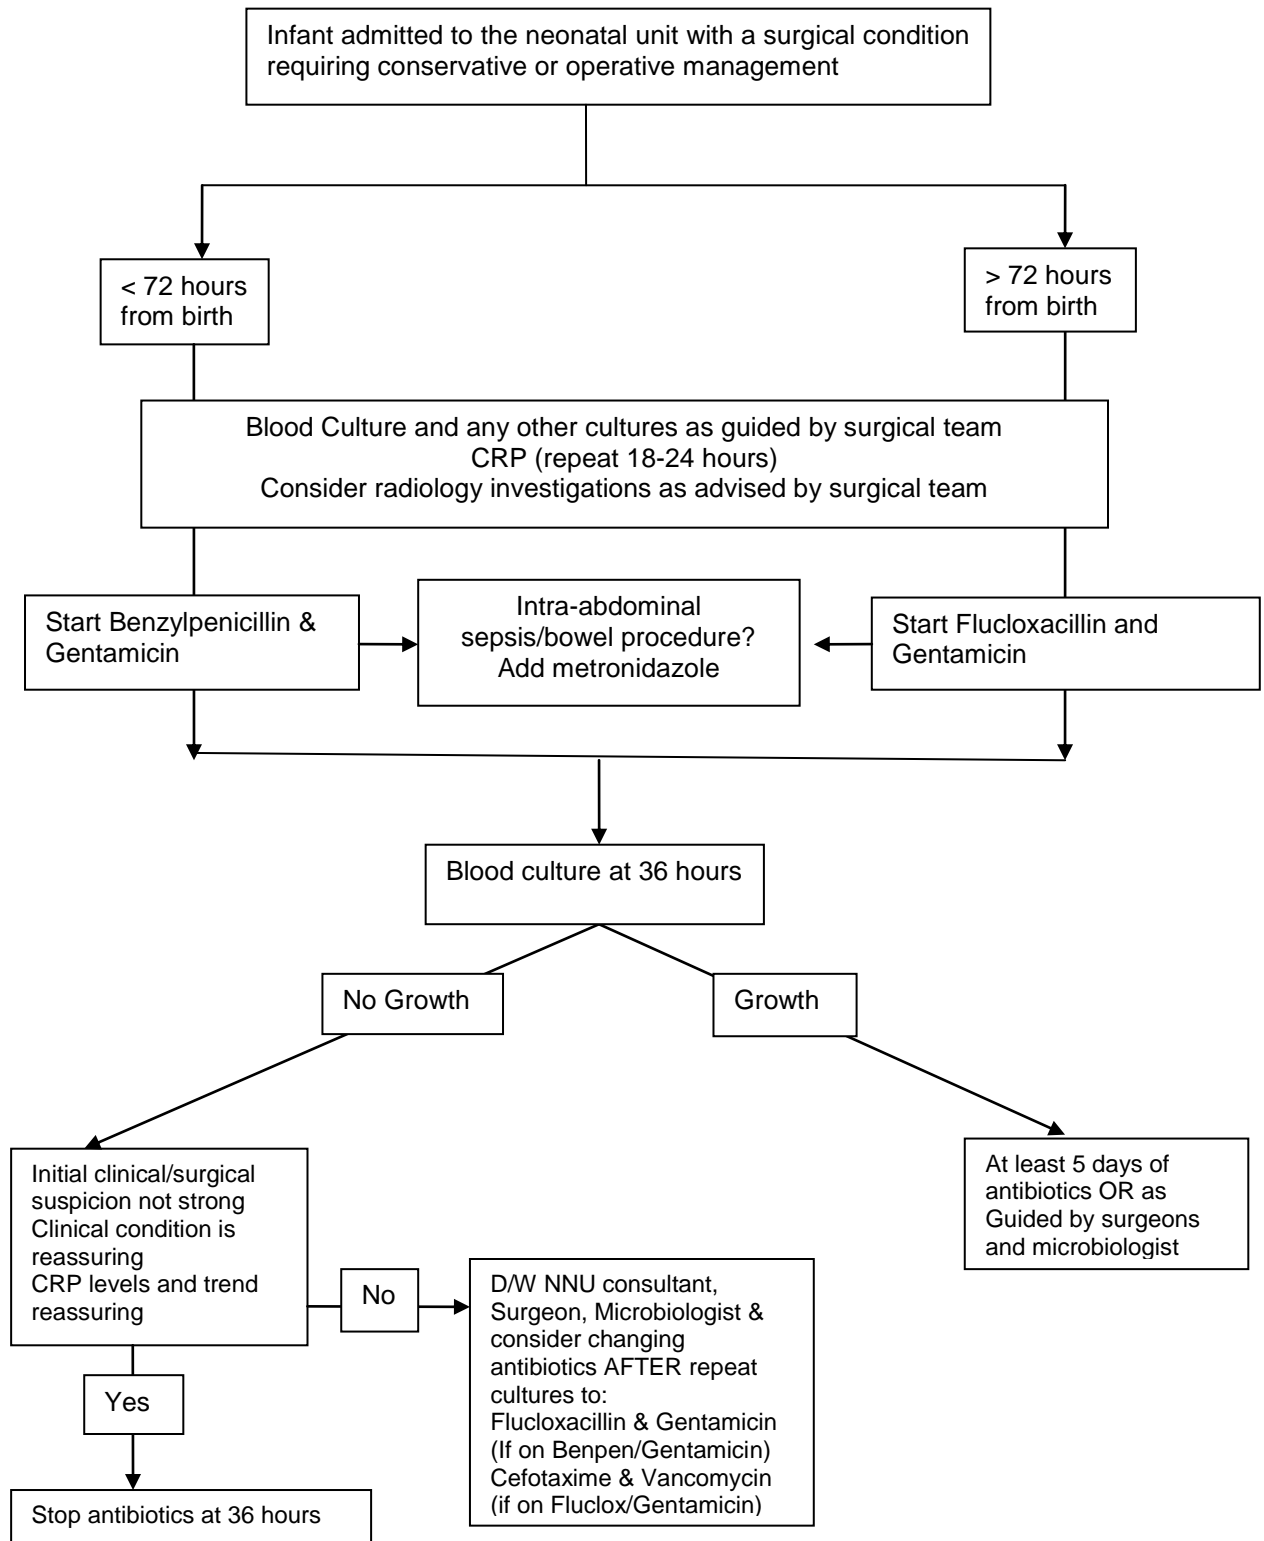 Infant admitted to the neonatal unit with a surgical condition
requiring conservative or operative management
< 72 hours
from birth
> 72 hours
from birth
Blood Culture and any other cultures as guided by surgical team
CRP (repeat 18-24 hours)
Consider radiology investigations as advised by surgical team
Start Benzylpenicillin &
Gentamicin
Intra-abdominal
sepsis/bowel procedure?
Add metronidazole
Start Flucloxacillin and
Gentamicin
Blood culture at 36 hours
No Growth
Growth
Initial clinical/surgical
suspicion not strong
Clinical condition is
reassuring
CRP levels and trend
reassuring
No
D/W NNU consultant,
Surgeon, Microbiologist &
consider changing
antibiotics AFTER repeat
cultures to:
Flucloxacillin & Gentamicin
(If on Benpen/Gentamicin)
Cefotaxime & Vancomycin
(if on Fluclox/Gentamicin)
At least 5 days of
antibiotics OR as
Guided by surgeons
and microbiologist
Yes
Stop antibiotics at 36 hours